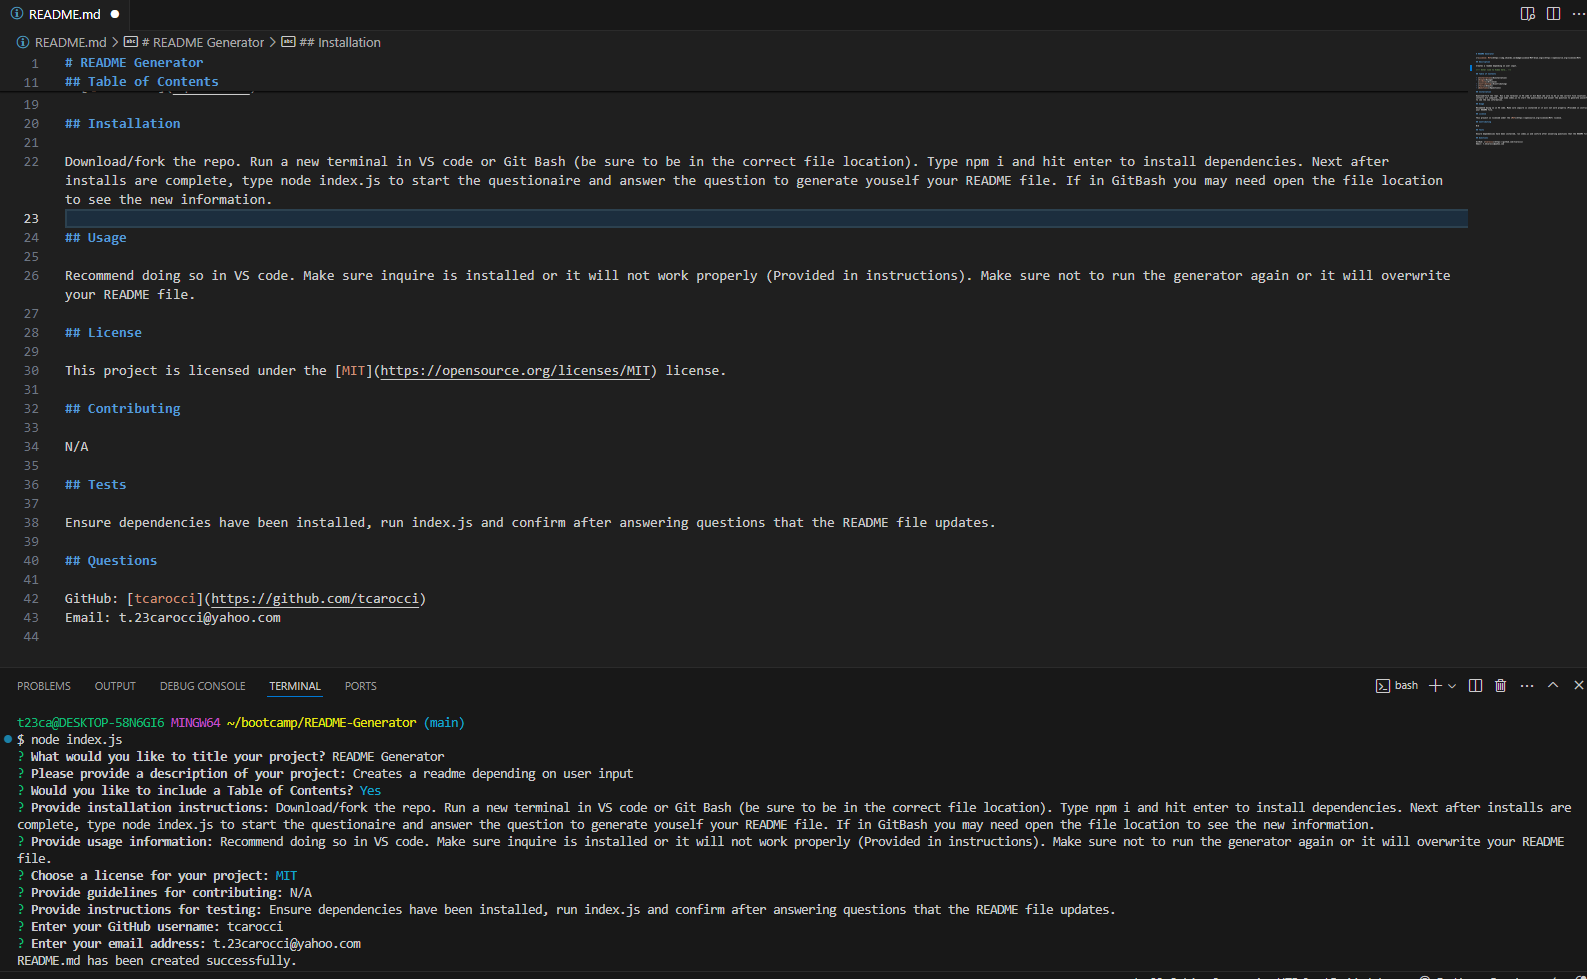 README.md
README.md > # README Generator > ## Installation
1 # README Generator
11 ## Table of Contents
19
20 ## Installation
21
22 Download/fork the repo. Run a new terminal in VS code or Git Bash (be sure to be in the correct file location). Type npm i and hit enter to install dependencies. Next after
installs are complete, type node index.js to start the questionaire and answer the question to generate youself your README file. If in GitBash you may need open the file location
to see the new information.
23
24 ## Usage
25
26 Recommend doing so in VS code. Make sure inquire is installed or it will not work properly (Provided in instructions). Make sure not to run the generator again or it will overwrite
your README file.
27
28 ## License
29
30 This project is licensed under the [MIT](https://opensource.org/licenses/MIT) license.
31
32 ## Contributing
33
34 N/A
35
36 ## Tests
37
38 Ensure dependencies have been installed, run index.js and confirm after answering questions that the README file updates.
39
40 ## Questions
41
42 GitHub: [tcarocci](https://github.com/tcarocci)
43 Email: t.23carocci@yahoo.com
44
PROBLEMS OUTPUT DEBUG CONSOLE TERMINAL PORTS bash
t23ca@DESKTOP-58N6GI6 MINGW64 ~/bootcamp/README-Generator (main)
$ node index.js
? What would you like to title your project? README Generator
? Please provide a description of your project: Creates a readme depending on user input
? Would you like to include a Table of Contents? Yes
? Provide installation instructions: Download/fork the repo. Run a new terminal in VS code or Git Bash (be sure to be in the correct file location). Type npm i and hit enter to install dependencies. Next after installs are
complete, type node index.js to start the questionaire and answer the question to generate youself your README file. If in GitBash you may need open the file location to see the new information.
? Provide usage information: Recommend doing so in VS code. Make sure inquire is installed or it will not work properly (Provided in instructions). Make sure not to run the generator again or it will overwrite your README
file.
? Choose a license for your project: MIT
? Provide guidelines for contributing: N/A
? Provide instructions for testing: Ensure dependencies have been installed, run index.js and confirm after answering questions that the README file updates.
? Enter your GitHub username: tcarocci
? Enter your email address: t.23carocci@yahoo.com
README.md has been created successfully.